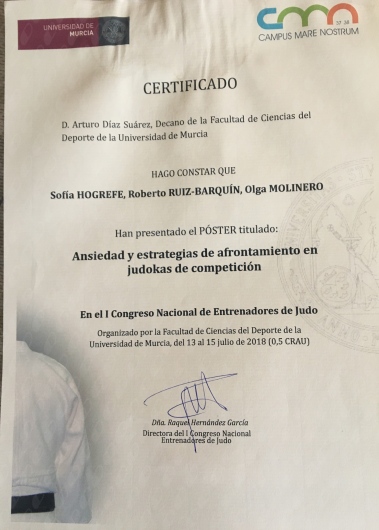 UNIVERSIDAD DE
MURCIA
cmn
37 38
CAMPUS MARE NOSTRUM
CERTIFICADO
D. Arturo Díaz Suárez, Decano de la Facultad de Ciencias del
Deporte de la Universidad de Murcia
HAGO CONSTAR QUE
Sofía HOGREFE, Roberto RUIZ-BARQUÍN, Olga MOLINERO
Han presentado el PÓSTER titulado:
Ansiedad y estrategias de afrontamiento en
judokas de competición
En el I Congreso Nacional de Entrenadores de Judo
Organizado por la Facultad de Ciencias del Deporte de la
Universidad de Murcia, del 13 al 15 julio de 2018 (0,5 CRAU)
Dña. Raquel Hernández García
Directora del I Congreso Nacional
Entrenadores de Judo